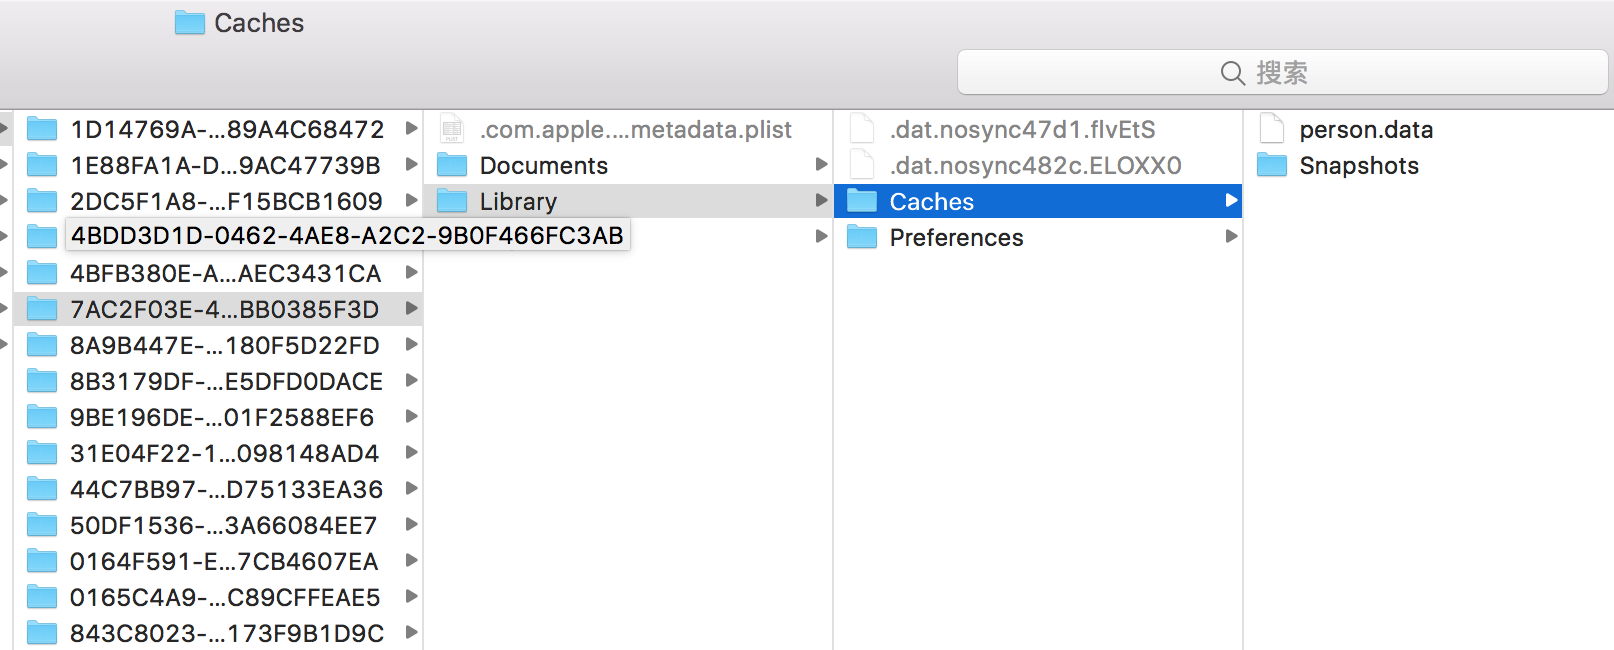 Caches
搜索
1D14769A-...89A4C68472
1E88FA1A-D...9AC47739B
2DC5F1A8-...F15BCB1609
4BDD3D1D-0462-4AE8-A2C2-9B0F466FC3AB
4BFB380E-A...AEC3431CA
7AC2F03E-4...BB0385F3D
8A9B447E-...180F5D22FD
8B3179DF-...E5DFD0DACE
9BE196DE-...01F2588EF6
31E04F22-1...098148AD4
44C7BB97-...D75133EA36
50DF1536-...3A66084EE7
0164F591-E...7CB4607EA
0165C4A9-...C89CFFEAE5
843C8023-...173F9B1D9C
.com.apple....metadata.plist
Documents
Library
.dat.nosync47d1.flvEtS
.dat.nosync482c.ELOXX0
Caches
Preferences
person.data
Snapshots